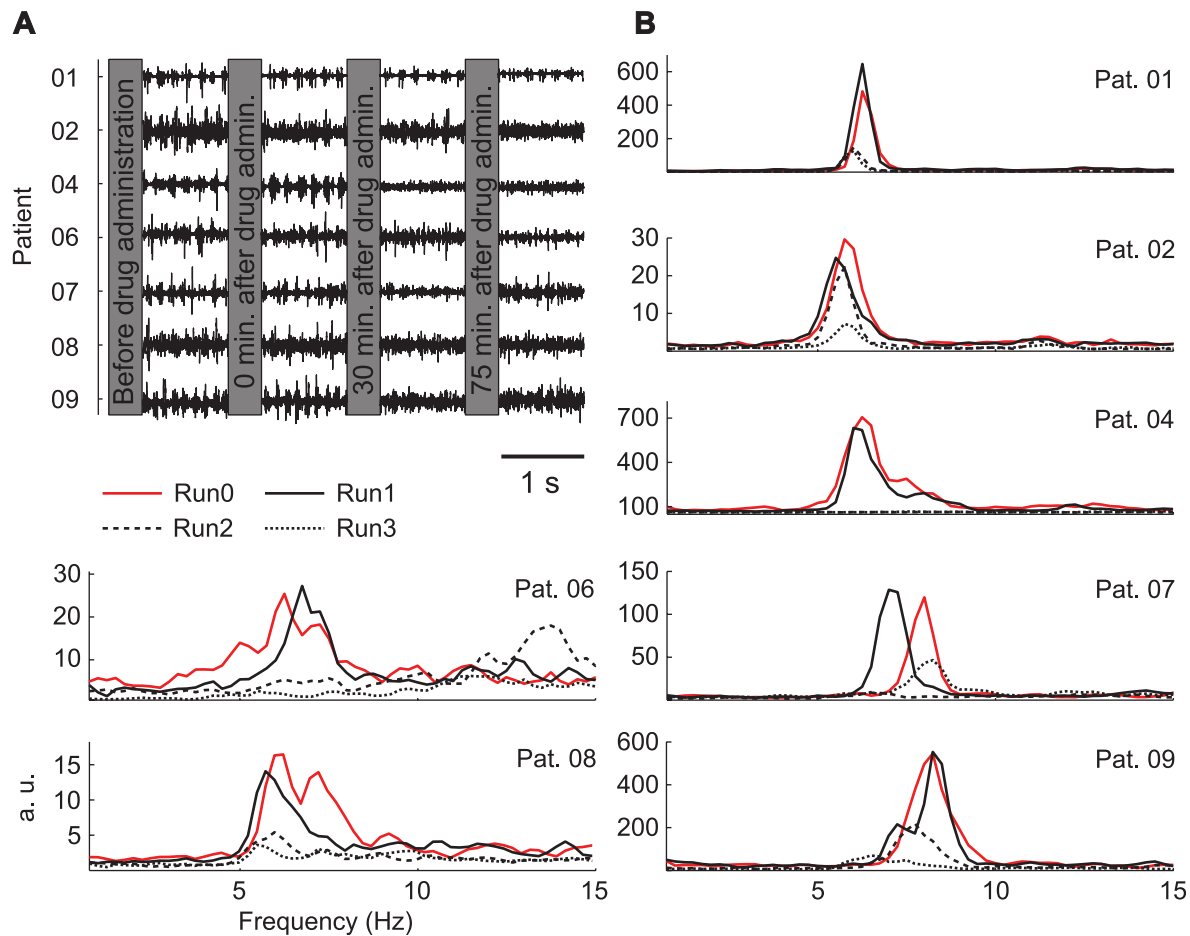 A
Patient
01
02
04
06
07
08
09
Before drug administration
0 min. after drug admin.
30 min. after drug admin.
75 min. after drug admin.
1 s
Run0
Run1
Run2
Run3
30
20
10
Pat. 06
15
10
5
Pat. 08
a. u.
5
10
15
Frequency (Hz)
B
600
400
200
Pat. 01
30
20
10
Pat. 02
700
400
100
Pat. 04
150
100
50
Pat. 07
600
400
200
Pat. 09
5
10
15